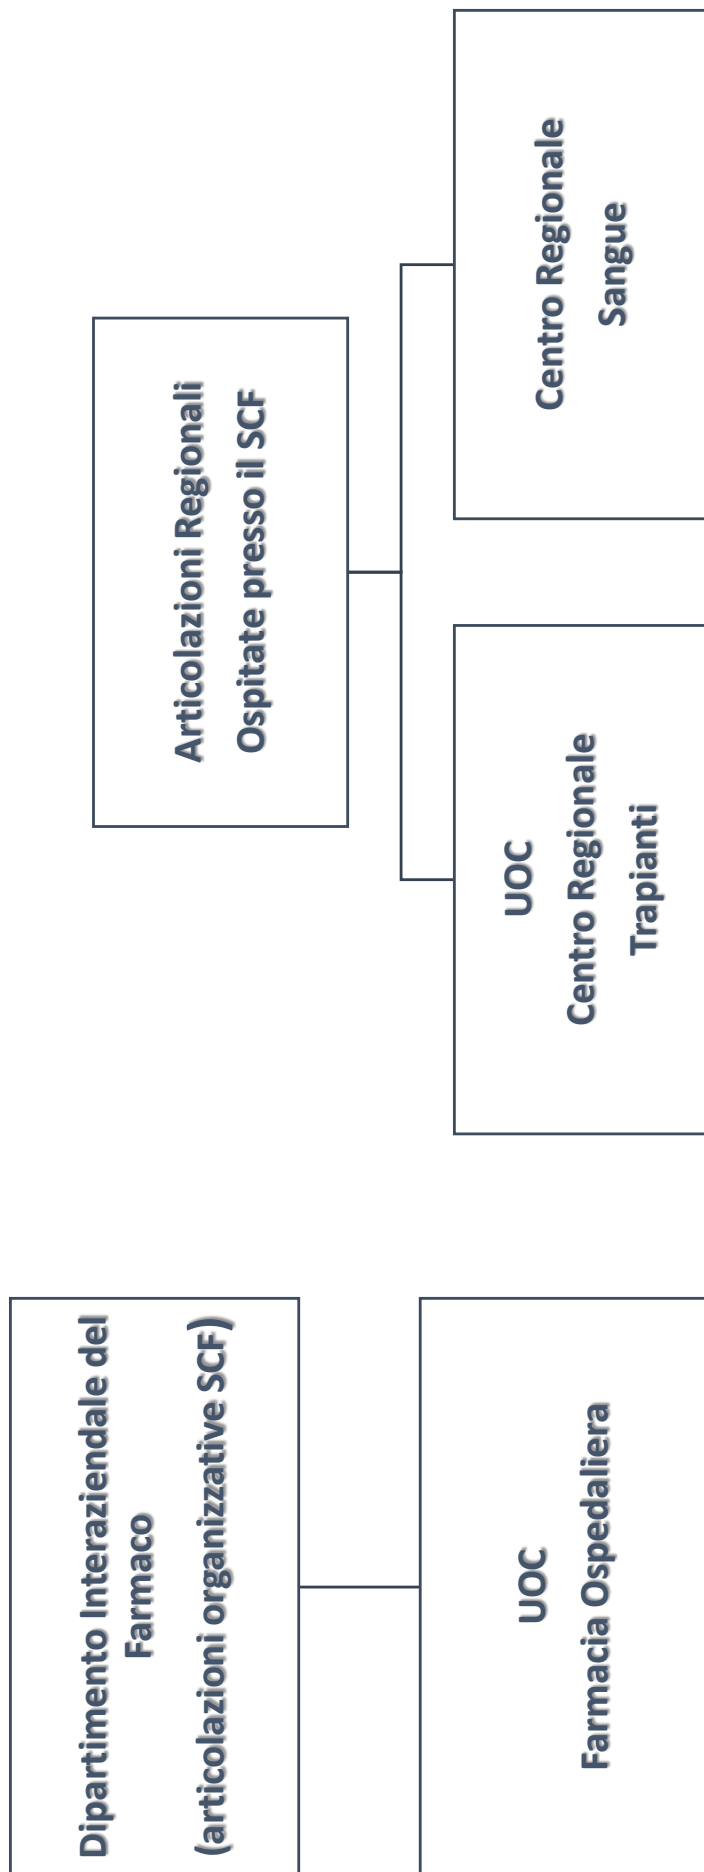 Dipartimento Interaziendale del
Farmaco
(articolazioni organizzative SCF)
UOC
Farmacia Ospedaliera
Articolazioni Regionali
Ospitate presso il SCF
UOC
Centro Regionale
Trapianti
Centro Regionale
Sangue